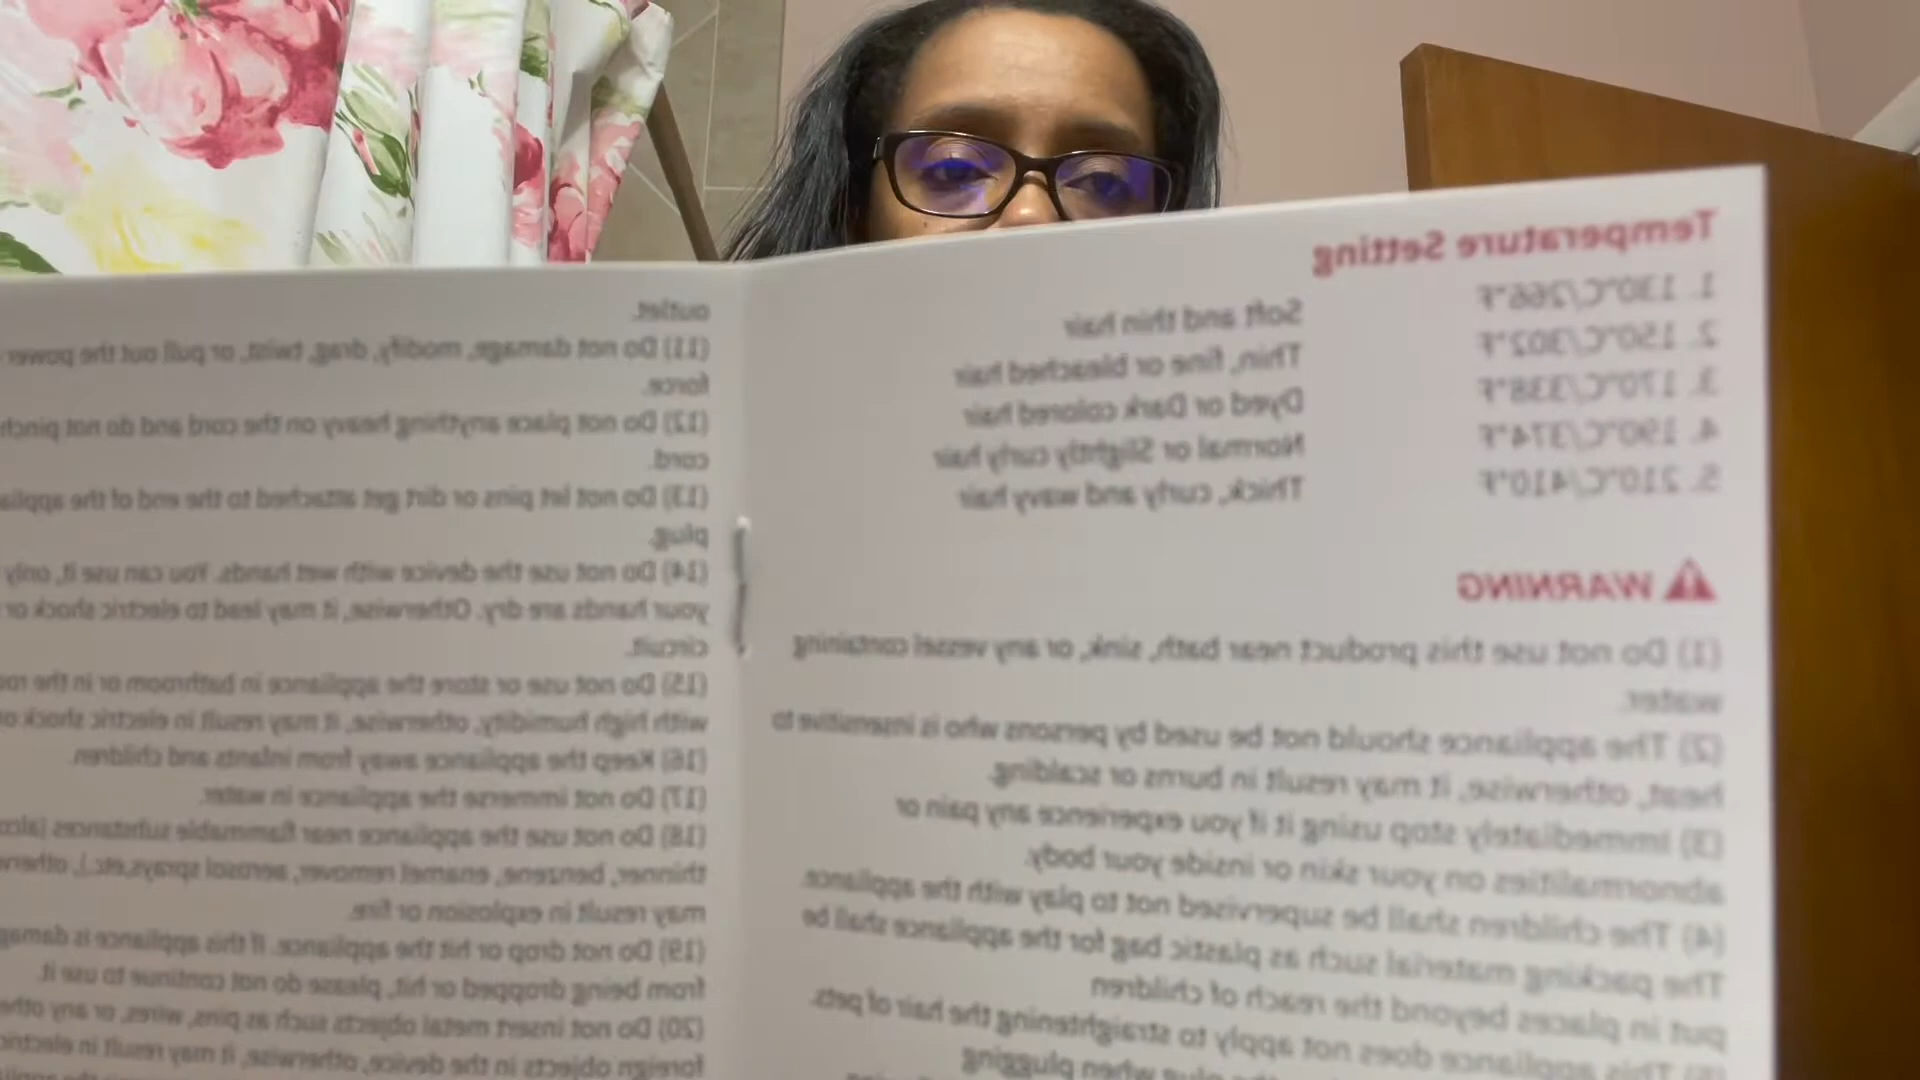 Temperature Setting
1. 130°C/266°F Soft and thin hair
2. 150°C/302°F Thin, fine or bleached hair
3. 170°C/338°F Dyed or Dark colored hair
4. 190°C/374°F Normal or Slightly curly hair
5. 210°C/410°F Thick, curly and wavy hair
WARNING
(1) Do not use this product near bath, sink, or any vessel containing
water.
(2) The appliance should not be used by persons who is insensitive to
heat, otherwise, it may result in burns or scalding.
(3) Immediately stop using it if you experience any pain or
abnormalities on your skin or inside your body.
(4) The children shall be supervised not to play with the appliance.
The packing material such as plastic bag for the appliance shall be
put in places beyond the reach of children
This appliance does not apply to straightening the hair of pets.
plug when plugging
outlet.
(11) Do not damage, modify, drag, twist, or pull out the power
force.
(12) Do not place anything heavy on the cord and do not pinch
cord.
(13) Do not let pins or dirt get attached to the end of the
plug.
(14) Do not use the device with wet hands. You can use it, only
your hands are dry. Otherwise, it may lead to electric shock or
circuit.
(15) Do not use or store the appliance in bathroom or in the
with high humidity, otherwise, it may result in electric shock
(16) Keep the appliance away from infants and children.
(17) Do not immerse the appliance in water.
(18) Do not use the appliance near flammable substances
thinner, benzene, enamel remover, aerosol sprays,etc.),
may result in explosion or fire.
(19) Do not drop or hit the appliance. If this appliance is
from being dropped or hit, please do not continue to use it.
(20) Do not insert metal objects such as pins, wires, or any
foreign objects in the device, otherwise, it may result in